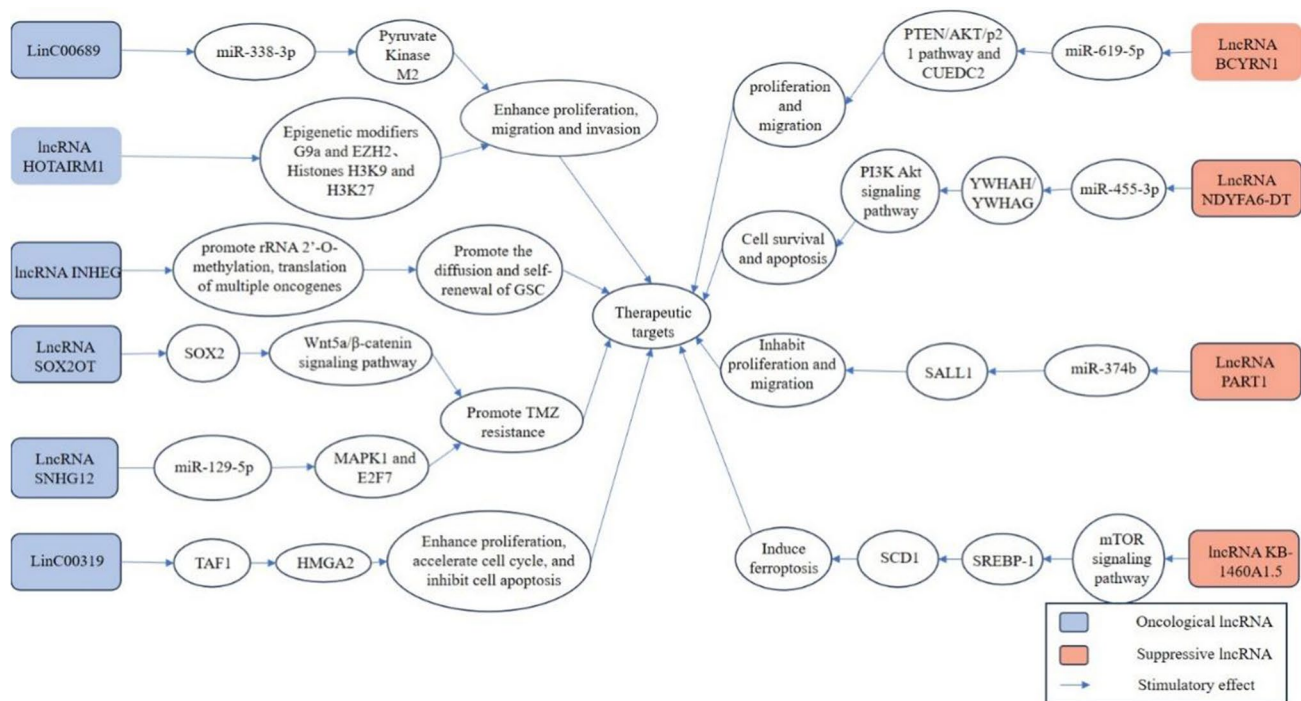 LinC00689
miR-338-3p
Pyruvate
Kinase
M2
Enhance proliferation,
migration and invasion
lncRNA
HOTAIRM1
Epigenetic modifiers
G9a and EZH2、
Histones H3K9 and
H3K27
lncRNA INHEG
promote rRNA 2’-O-
methylation, translation
of multiple oncogenes
Promote the
diffusion and self-
renewal of GSC
LncRNA
SOX2OT
SOX2
Wnt5a/β-catenin
signaling pathway
Promote TMZ
resistance
LncRNA
SNHG12
miR-129-5p
MAPK1 and
E2F7
LinC00319
TAF1
HMGA2
Enhance proliferation,
accelerate cell cycle, and
inhibit cell apoptosis
Therapeutic
targets
proliferation
and
migration
PTEN/AKT/p2
1 pathway and
CUEDC2
miR-619-5p
LncRNA
BCYRN1
Cell survival
and apoptosis
PI3K Akt
signaling
pathway
YWHAH/
YWHAG
miR-455-3p
LncRNA
NDYFA6-DT
Inhabit
proliferation and
migration
SALL1
miR-374b
LncRNA
PART1
Induce
ferroptosis
SCD1
SREBP-1
mTOR
signaling
pathway
lncRNA KB-
1460A1.5
Oncological lncRNA
Suppressive lncRNA
Stimulatory effect